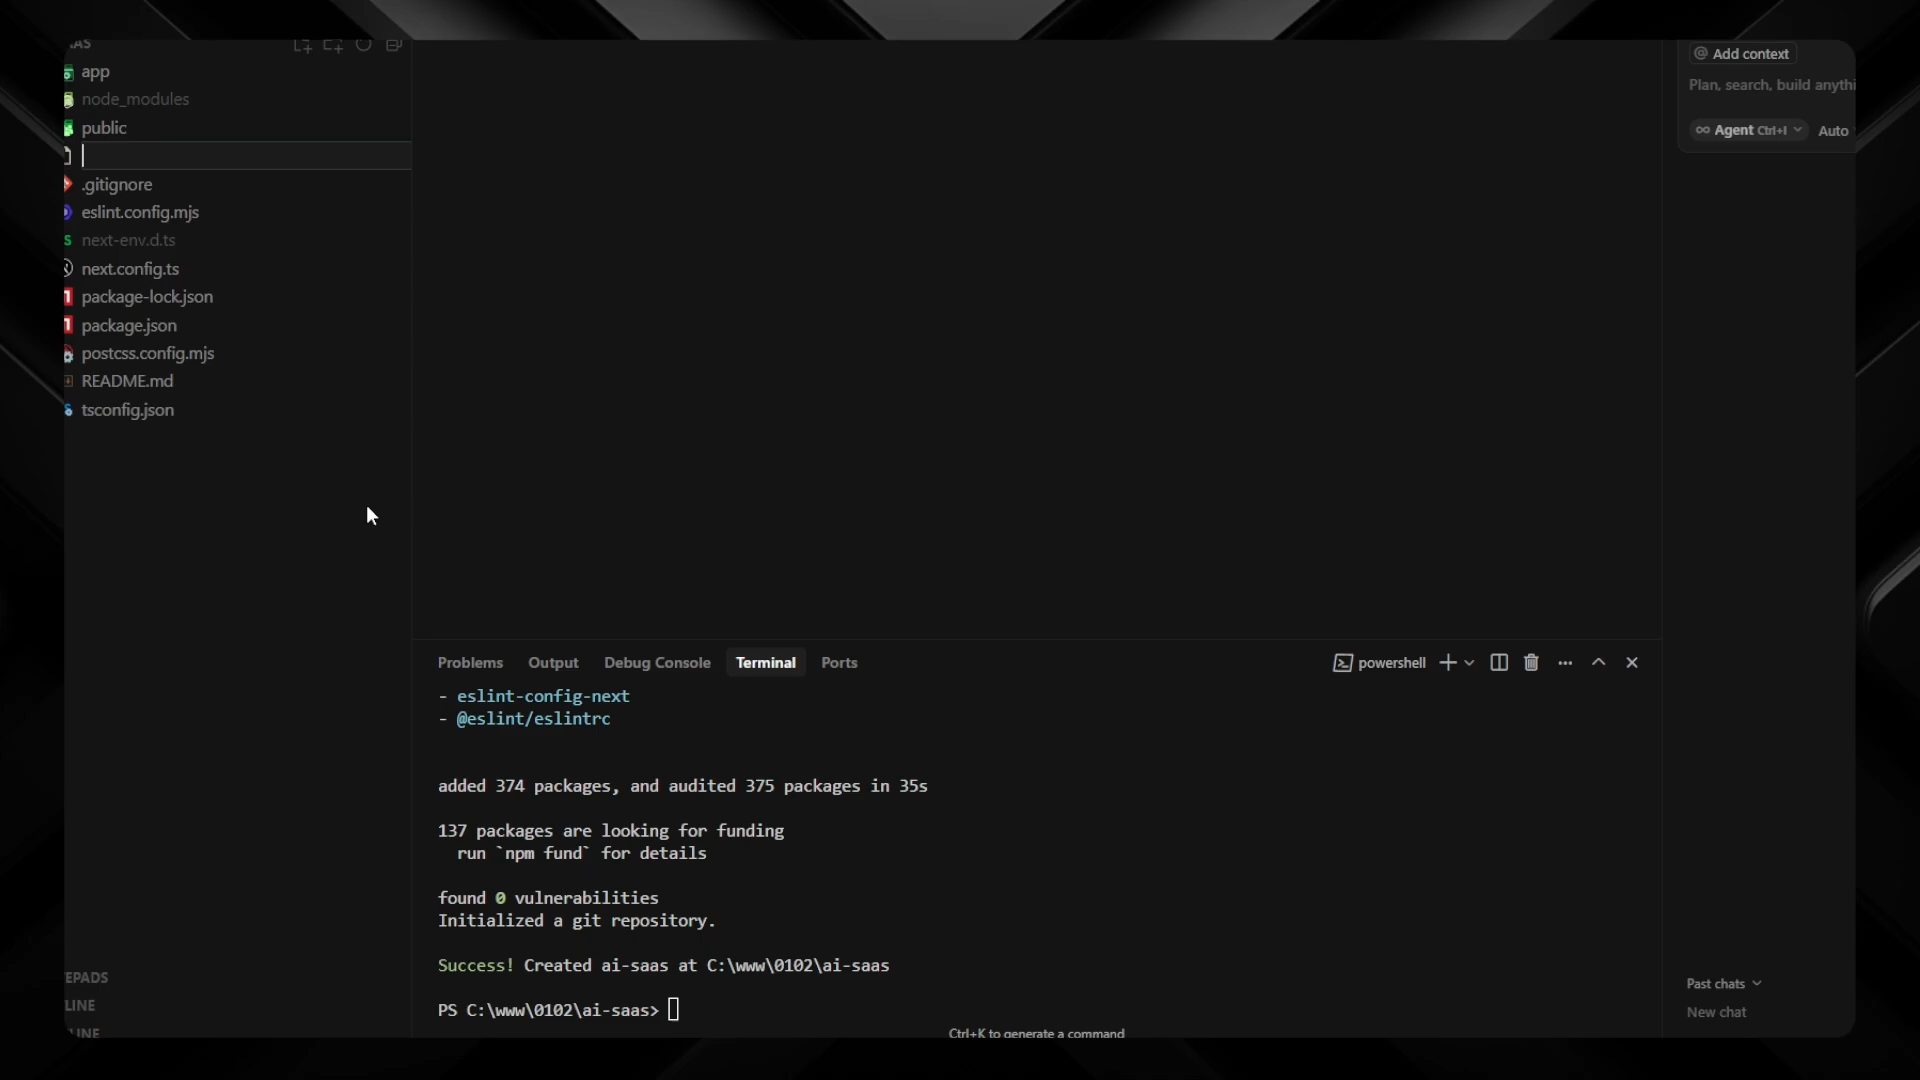 app
node_modules
public
.gitignore
eslint.config.mjs
next-env.d.ts
next.config.ts
package-lock.json
package.json
postcss.config.mjs
README.md
tsconfig.json
EPADS
LINE
Problems Output Debug Console Terminal Ports
powershell
- eslint-config-next
- @eslint/eslintrc
added 374 packages, and audited 375 packages in 35s
137 packages are looking for funding
run `npm fund` for details
found 0 vulnerabilities
Initialized a git repository.
Success! Created ai-saas at C:\www\0102\ai-saas
PS C:\www\0102\ai-saas>
Ctrl+K to generate a command
@ Add context
Plan, search, build anythi
Agent Ctrl+I Auto
Past chats
New chat